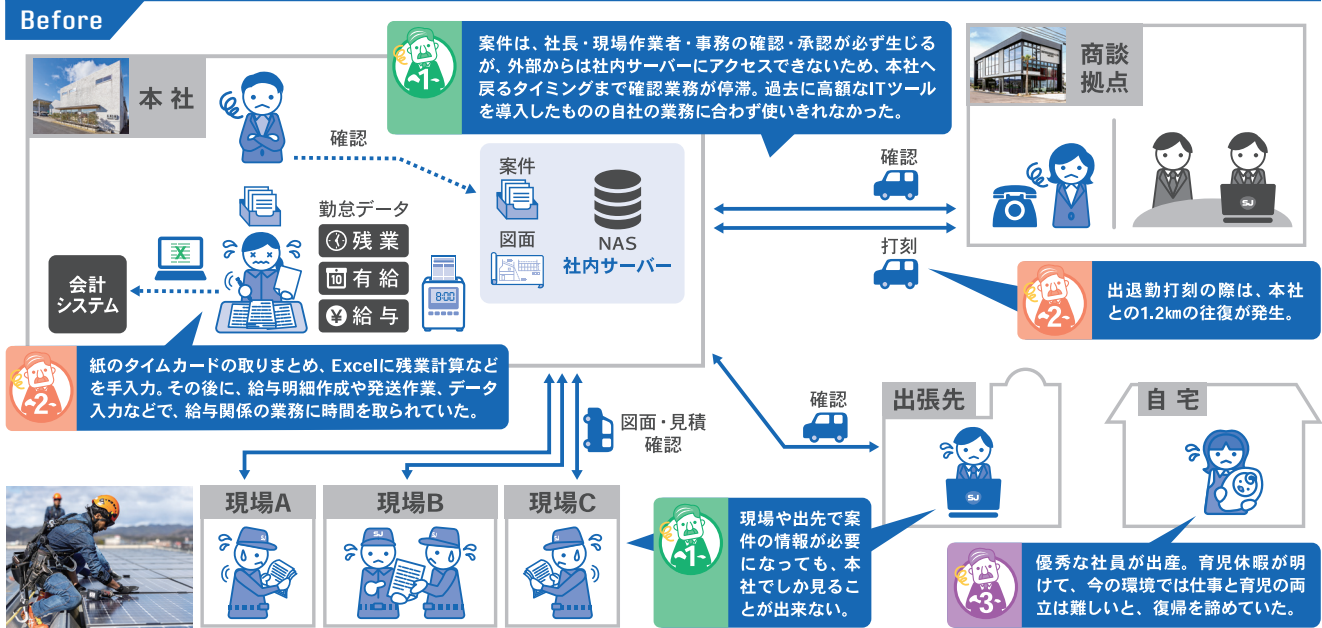 Before
本社
~1~
案件は、社長・現場作業者・事務の確認・承認が必ず生じる
が、外部からは社内サーバーにアクセスできないため、本社へ
戻るタイミングまで確認業務が停滞。過去に高額なITツール
を導入したものの自社の業務に合わず使いきれなかった。
商談
拠点
確認
案件
図面
NAS
社内サーバー
勤怠データ
残業
10
有給
¥
給与
8:00
X
会計
システム
確認
打刻
SJ
~2~
出退勤打刻の際は、本社
との1.2kmの往復が発生。
~2~
紙のタイムカードの取りまとめ、Excelに残業計算など
を手入力。その後に、給与明細作成や発送作業、データ
入力などで、給与関係の業務に時間を取られていた。
図面・見積
確認
確認
出張先
SJ
自宅
現場A
現場B
現場C
~1~
現場や出先で案
件の情報が必要
になっても、本
社でしか見るこ
とが出来ない。
~3~
優秀な社員が出産。育児休暇が明
けて、今の環境では仕事と育児の両
立は難しいと、復帰を諦めていた。